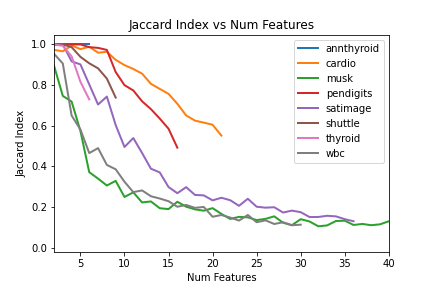 Jaccard Index vs Num Features
Jaccard Index
1.0
0.8
0.6
0.4
0.2
0.0
annthyroid
cardio
musk
pendigits
satimage
shuttle
thyroid
wbc
5 10 15 20 25 30 35 40
Num Features